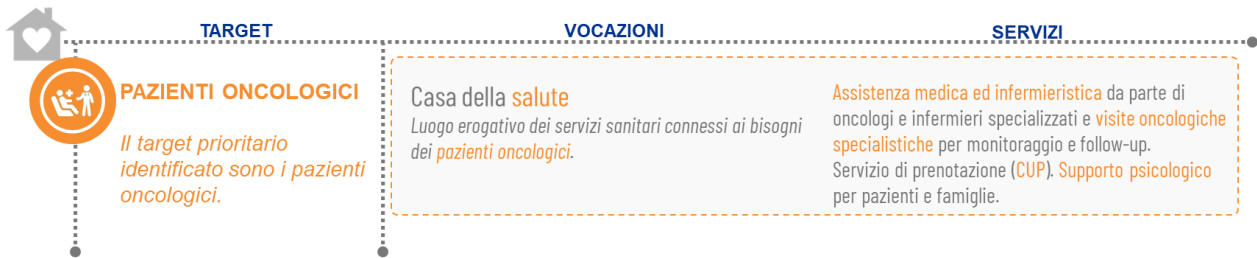 TARGET
VOCAZIONI
SERVIZI
PAZIENTI ONCOLOGICI
Il target prioritario
identificato sono i pazienti
oncologici.
Casa della salute
Luogo erogativo dei servizi sanitari connessi ai bisogni
dei pazienti oncologici.
Assistenza medica ed infermieristica da parte di
oncologi e infermieri specializzati e visite oncologiche
specialistiche per monitoraggio e follow-up.
Servizio di prenotazione (CUP). Supporto psicologico
per pazienti e famiglie.